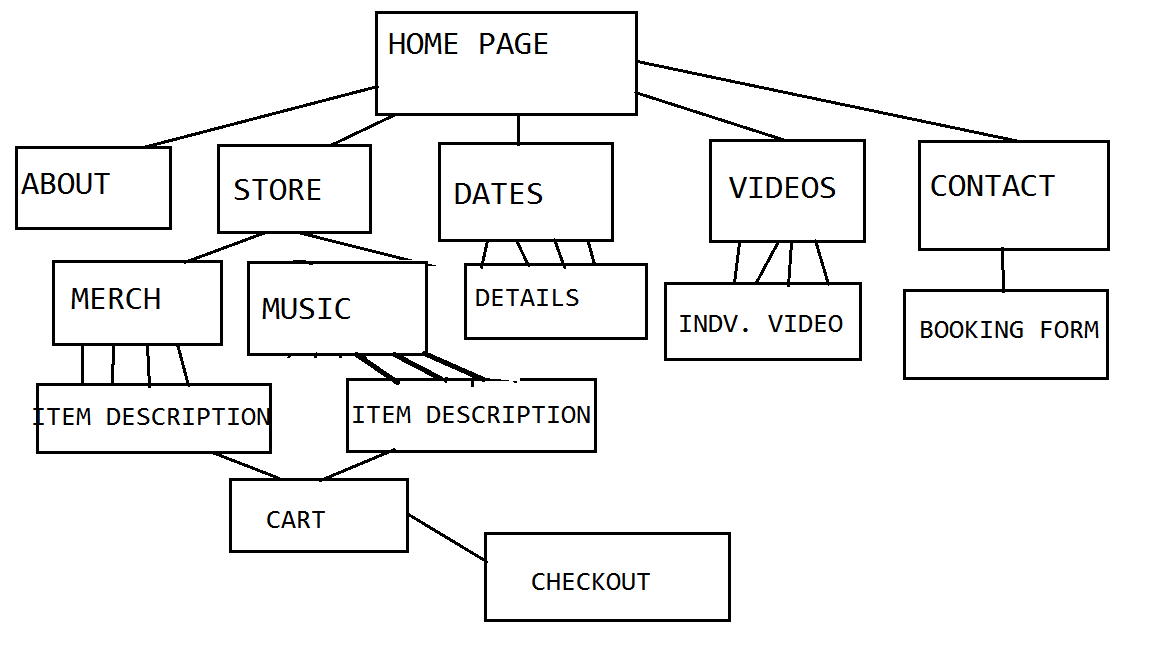 HOME PAGE
ABOUT
STORE
DATES
VIDEOS
CONTACT
MERCH
MUSIC
DETAILS
INDV. VIDEO
BOOKING FORM
ITEM DESCRIPTION
ITEM DESCRIPTION
CART
CHECKOUT